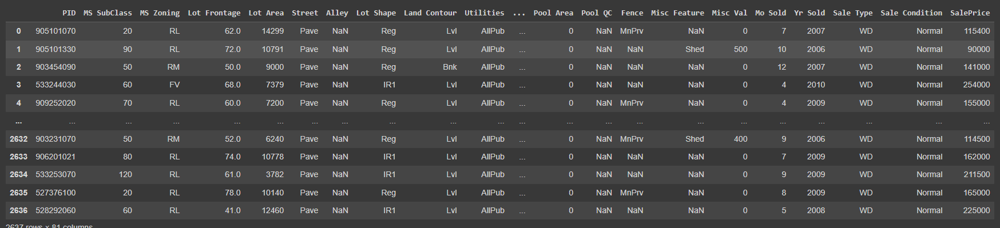 PID MS SubClass MS Zoning Lot Frontage Lot Area Street Alley Lot Shape Land Contour Utilities ... Pool Area Pool QC Fence Misc Feature Misc Val Mo Sold Yr Sold Sale Type Sale Condition SalePrice
0 905101070 20 RL 62.0 14299 Pave NaN Reg Lvl AllPub ... 0 NaN MnPrv NaN 0 7 2007 WD Normal 115400
1 905101330 90 RL 72.0 10791 Pave NaN Reg Lvl AllPub ... 0 NaN NaN Shed 500 10 2006 WD Normal 90000
2 903454090 50 RM 50.0 9000 Pave NaN Reg Bnk AllPub ... 0 NaN NaN NaN 0 12 2007 WD Normal 141000
3 533244030 60 FV 68.0 7379 Pave NaN IR1 Lvl AllPub ... 0 NaN NaN NaN 0 4 2010 WD Normal 254000
4 909252020 70 RL 60.0 7200 Pave NaN Reg Lvl AllPub ... 0 NaN MnPrv NaN 0 4 2009 WD Normal 155000
... ... ... ... ... ... ... ... ... ... ... ... ... ... ... ... ... ... ... ... ... ...
2632 903231070 50 RM 52.0 6240 Pave NaN Reg Lvl AllPub ... 0 NaN MnPrv Shed 400 9 2006 WD Normal 114500
2633 906201021 80 RL 74.0 10778 Pave NaN IR1 Lvl AllPub ... 0 NaN NaN NaN 0 7 2009 WD Normal 162000
2634 533253070 120 RL 61.0 3782 Pave NaN IR1 Lvl AllPub ... 0 NaN NaN NaN 0 9 2009 WD Normal 211500
2635 527376100 20 RL 78.0 10140 Pave NaN Reg Lvl AllPub ... 0 NaN MnPrv NaN 0 8 2009 WD Normal 165000
2636 528292060 60 RL 41.0 12460 Pave NaN IR1 Lvl AllPub ... 0 NaN NaN NaN 0 5 2008 WD Normal 225000
2637 rows × 81 columns